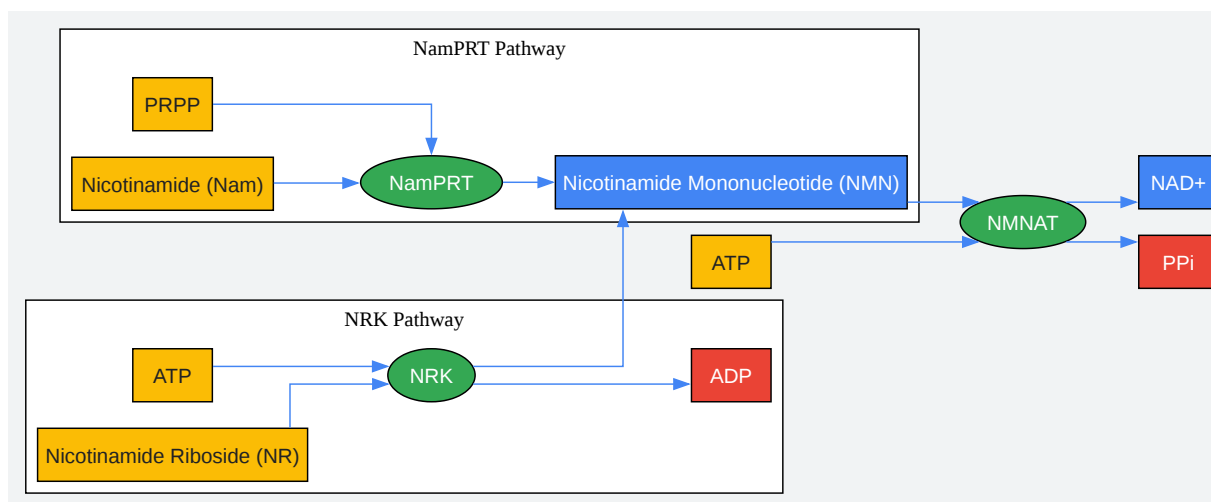 NamPRT Pathway
PRPP
Nicotinamide (Nam)
NamPRT
Nicotinamide Mononucleotide (NMN)
NMNAT
NAD+
ATP
PPi
NRK Pathway
ATP
NRK
ADP
Nicotinamide Riboside (NR)